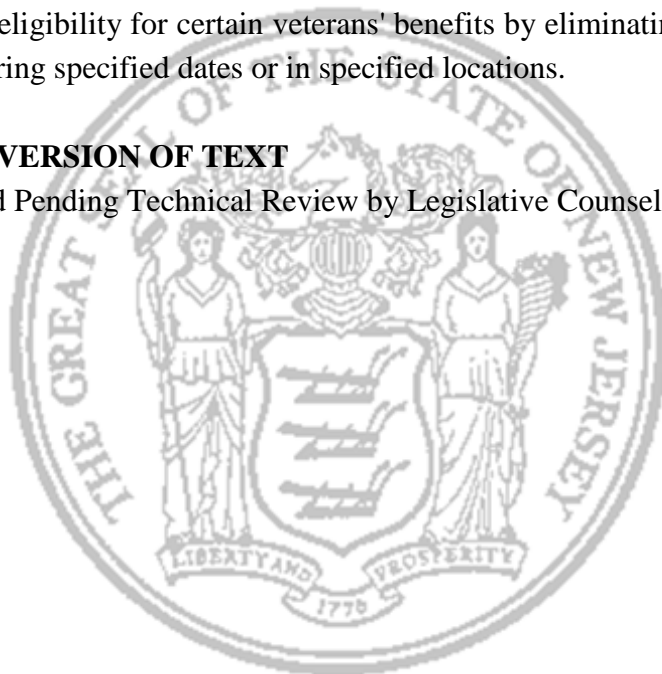 eligibility for certain veterans' benefits by eliminatin
ring specified dates or in specified locations.
VERSION OF TEXT
d Pending Technical Review by Legislative Counsel
THE GREAT SEAL OF THE STATE OF NEW JERSEY
LIBERTY AND PROSPERITY
1776